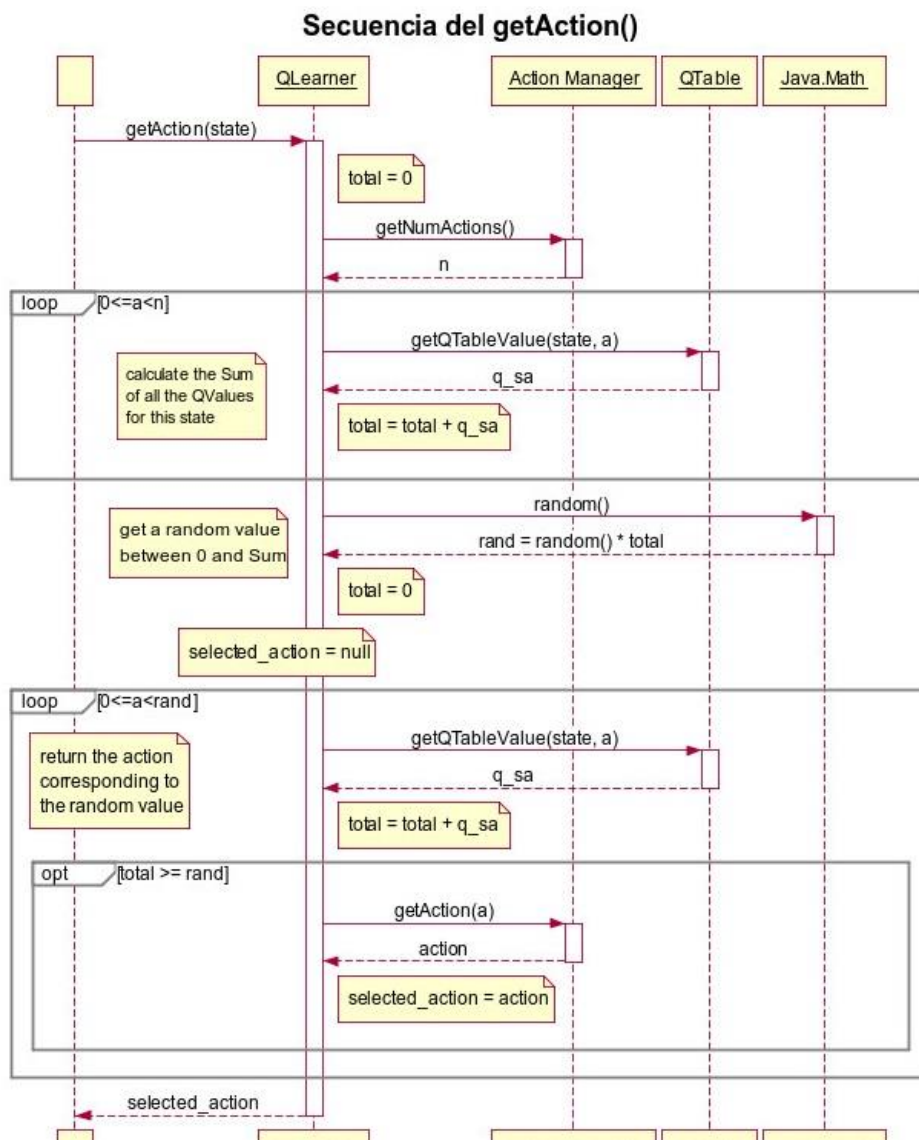 Secuencia del getAction()
QLearner
Action Manager
QTable
Java.Math
getAction(state)
total = 0
getNumActions()
n
loop
[0<=a<n]
getQTableValue(state, a)
calculate the Sum
of all the QValues
for this state
q_sa
total = total + q_sa
random()
get a random value
between 0 and Sum
rand = random() * total
total = 0
selected_action = null
loop
[0<=a<rand]
getQTableValue(state, a)
return the action
corresponding to
the random value
q_sa
total = total + q_sa
opt
[total >= rand]
getAction(a)
action
selected_action = action
selected_action